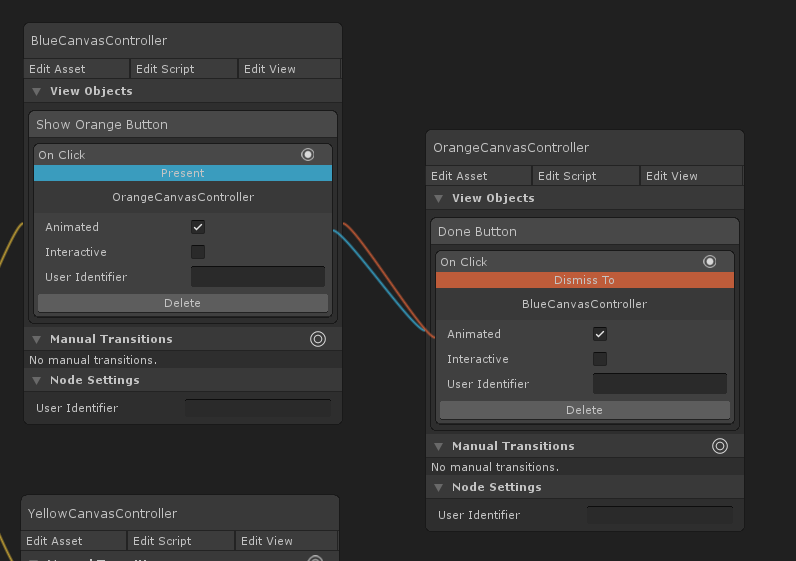 BlueCanvasController
Edit Asset Edit Script Edit View
View Objects
Show Orange Button
On Click
Present
OrangeCanvasController
Animated
Interactive
User Identifier
Delete
Manual Transitions
No manual transitions.
Node Settings
User Identifier
OrangeCanvasController
Edit Asset Edit Script Edit View
View Objects
Done Button
On Click
Dismiss To
BlueCanvasController
Animated
Interactive
User Identifier
Delete
Manual Transitions
No manual transitions.
Node Settings
User Identifier
YellowCanvasController
Edit Asset Edit Script Edit View